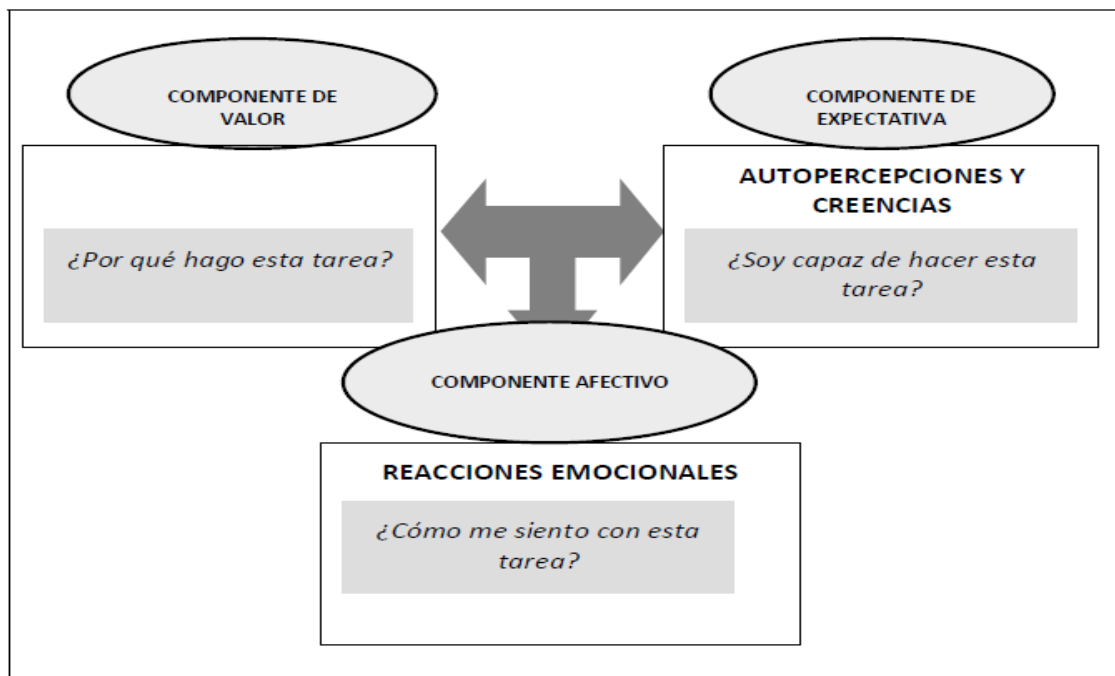 COMPONENTE DE
VALOR
¿Por qué hago esta tarea?
COMPONENTE DE
EXPECTATIVA
AUTOPERCEPCIONES Y
CREENCIAS
¿Soy capaz de hacer esta
tarea?
COMPONENTE AFECTIVO
REACCIONES EMOCIONALES
¿Cómo me siento con esta
tarea?